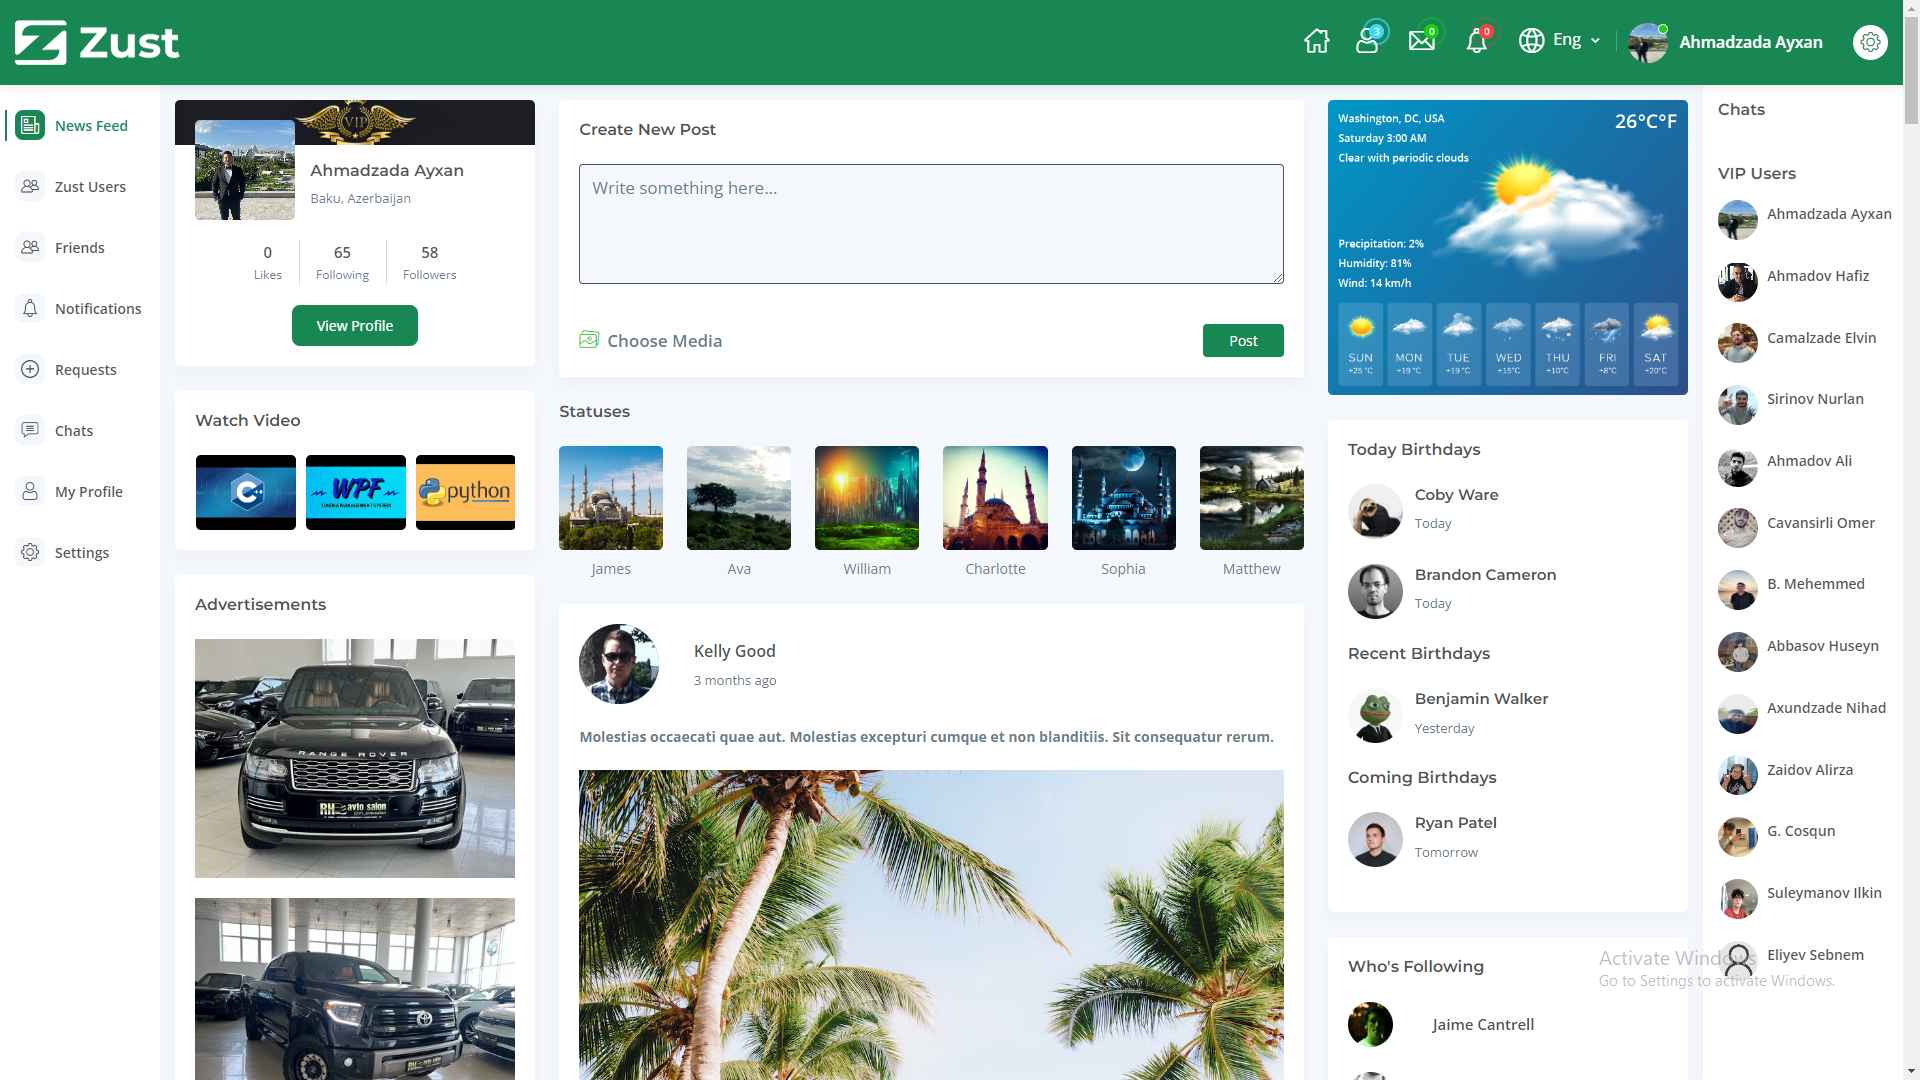 Zust
3
0
0
Eng
Ahmadzada Ayxan
News Feed
Zust Users
Friends
Notifications
Requests
Chats
My Profile
Settings
VIP
Ahmadzada Ayxan
Baku, Azerbaijan
0
Likes
65
Following
58
Followers
View Profile
Watch Video
C++
WPF
CINEMA MANAGEMENT SYSTEM
python
Advertisements
RANGE ROVER
RH avto salon
Create New Post
Write something here...
Choose Media
Post
Statuses
James
Ava
William
Charlotte
Sophia
Matthew
Kelly Good
3 months ago
Molestias occaecati quae aut. Molestias excepturi cumque et non blanditiis. Sit consequatur rerum.
Washington, DC, USA
Saturday 3:00 AM
Clear with periodic clouds
26°C°F
Precipitation: 2%
Humidity: 81%
Wind: 14 km/h
SUN
+25 °C
MON
+19 °C
TUE
+19 °C
WED
+15°C
THU
+10°C
FRI
+8°C
SAT
+20°C
Today Birthdays
Coby Ware
Today
Brandon Cameron
Today
Recent Birthdays
Benjamin Walker
Yesterday
Coming Birthdays
Ryan Patel
Tomorrow
Who's Following
Jaime Cantrell
Chats
VIP Users
Ahmadzada Ayxan
Ahmadov Hafiz
Camalzade Elvin
Sirinov Nurlan
Ahmadov Ali
Cavansirli Omer
B. Mehemmed
Abbasov Huseyn
Axundzade Nihad
Zaidov Alirza
G. Cosqun
Suleymanov Ilkin
Eliyev Sebnem
Activate Windows
Go to Settings to activate Windows.